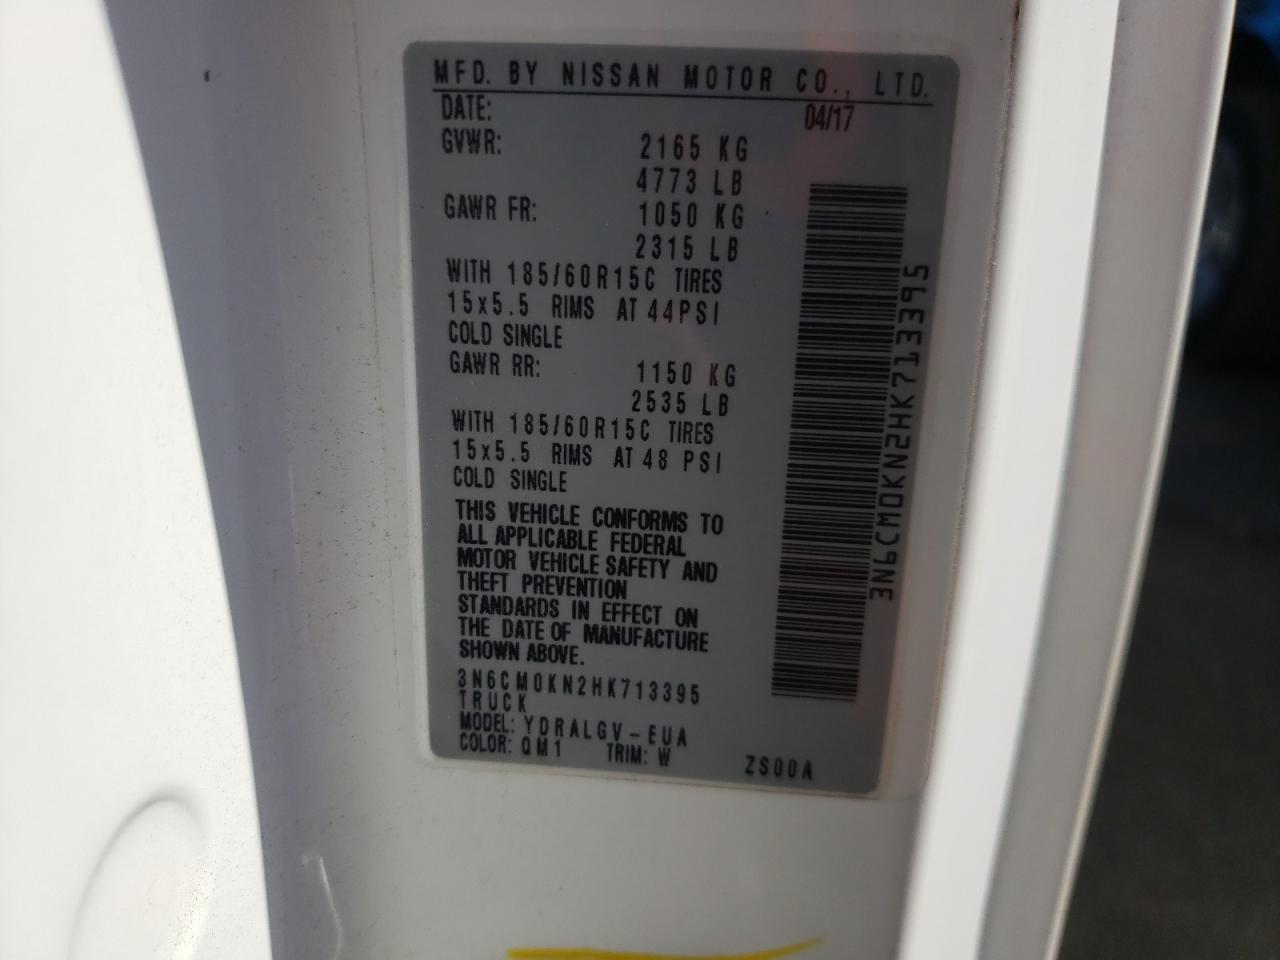 MFD. BY NISSAN MOTOR CO., LTD.
DATE: 04/17
GVWR: 2165 KG
4773 LB
GAWR FR: 1050 KG
2315 LB
WITH 185/60R15C TIRES
15x5.5 RIMS AT 44PSI
COLD SINGLE
GAWR RR: 1150 KG
2535 LB
WITH 185/60R15C TIRES
15x5.5 RIMS AT 48 PSI
COLD SINGLE
THIS VEHICLE CONFORMS TO
ALL APPLICABLE FEDERAL
MOTOR VEHICLE SAFETY AND
THEFT PREVENTION
STANDARDS IN EFFECT ON
THE DATE OF MANUFACTURE
SHOWN ABOVE.
3N6CM0KN2HK713395
TRUCK
MODEL: YDRALGV-EUA
COLOR: QM1 TRIM: W ZS00A
3N6CM0KN2HK713395